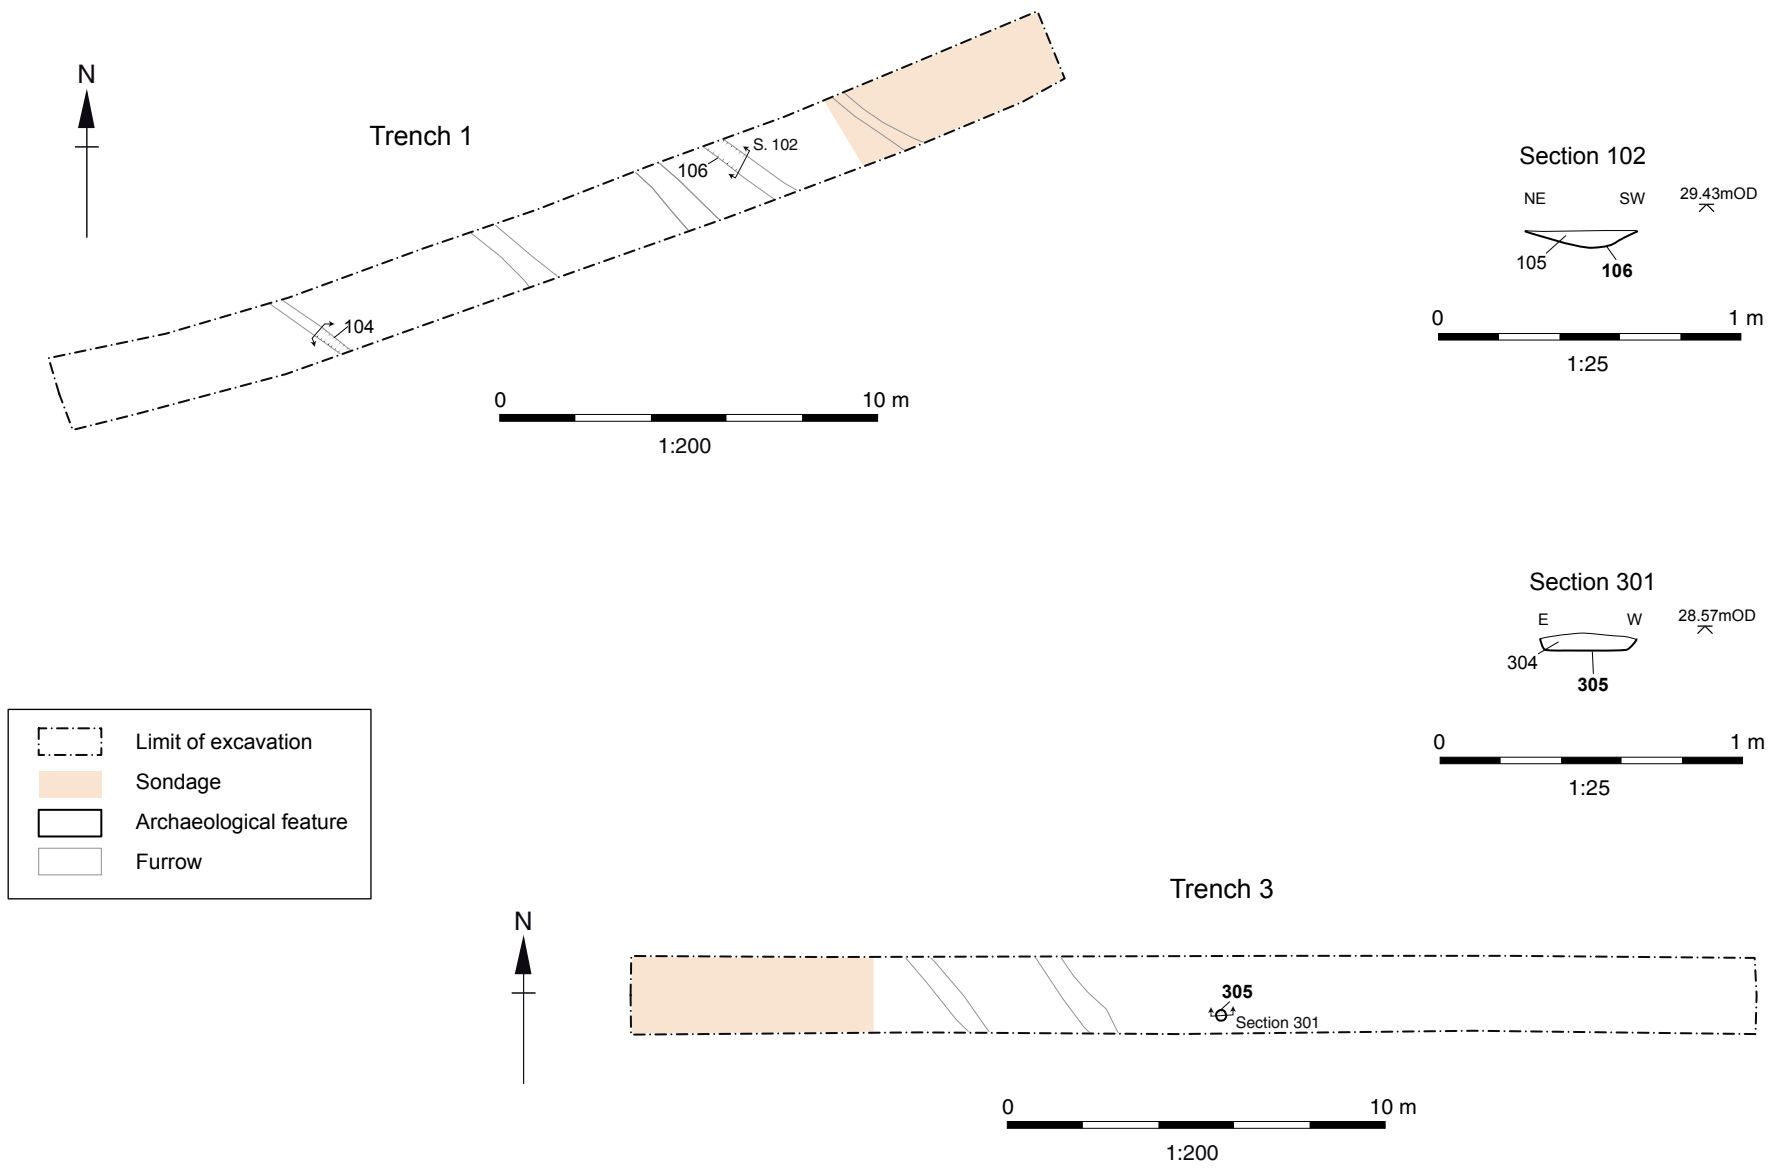 N
Trench 1
S. 102
106
104
0 10 m
1:200
Section 102
NE SW 29.43mOD
105
106
0 1 m
1:25
Section 301
E W 28.57mOD
304
305
0 1 m
1:25
Limit of excavation
Sondage
Archaeological feature
Furrow
Trench 3
N
305
Section 301
0 10 m
1:200